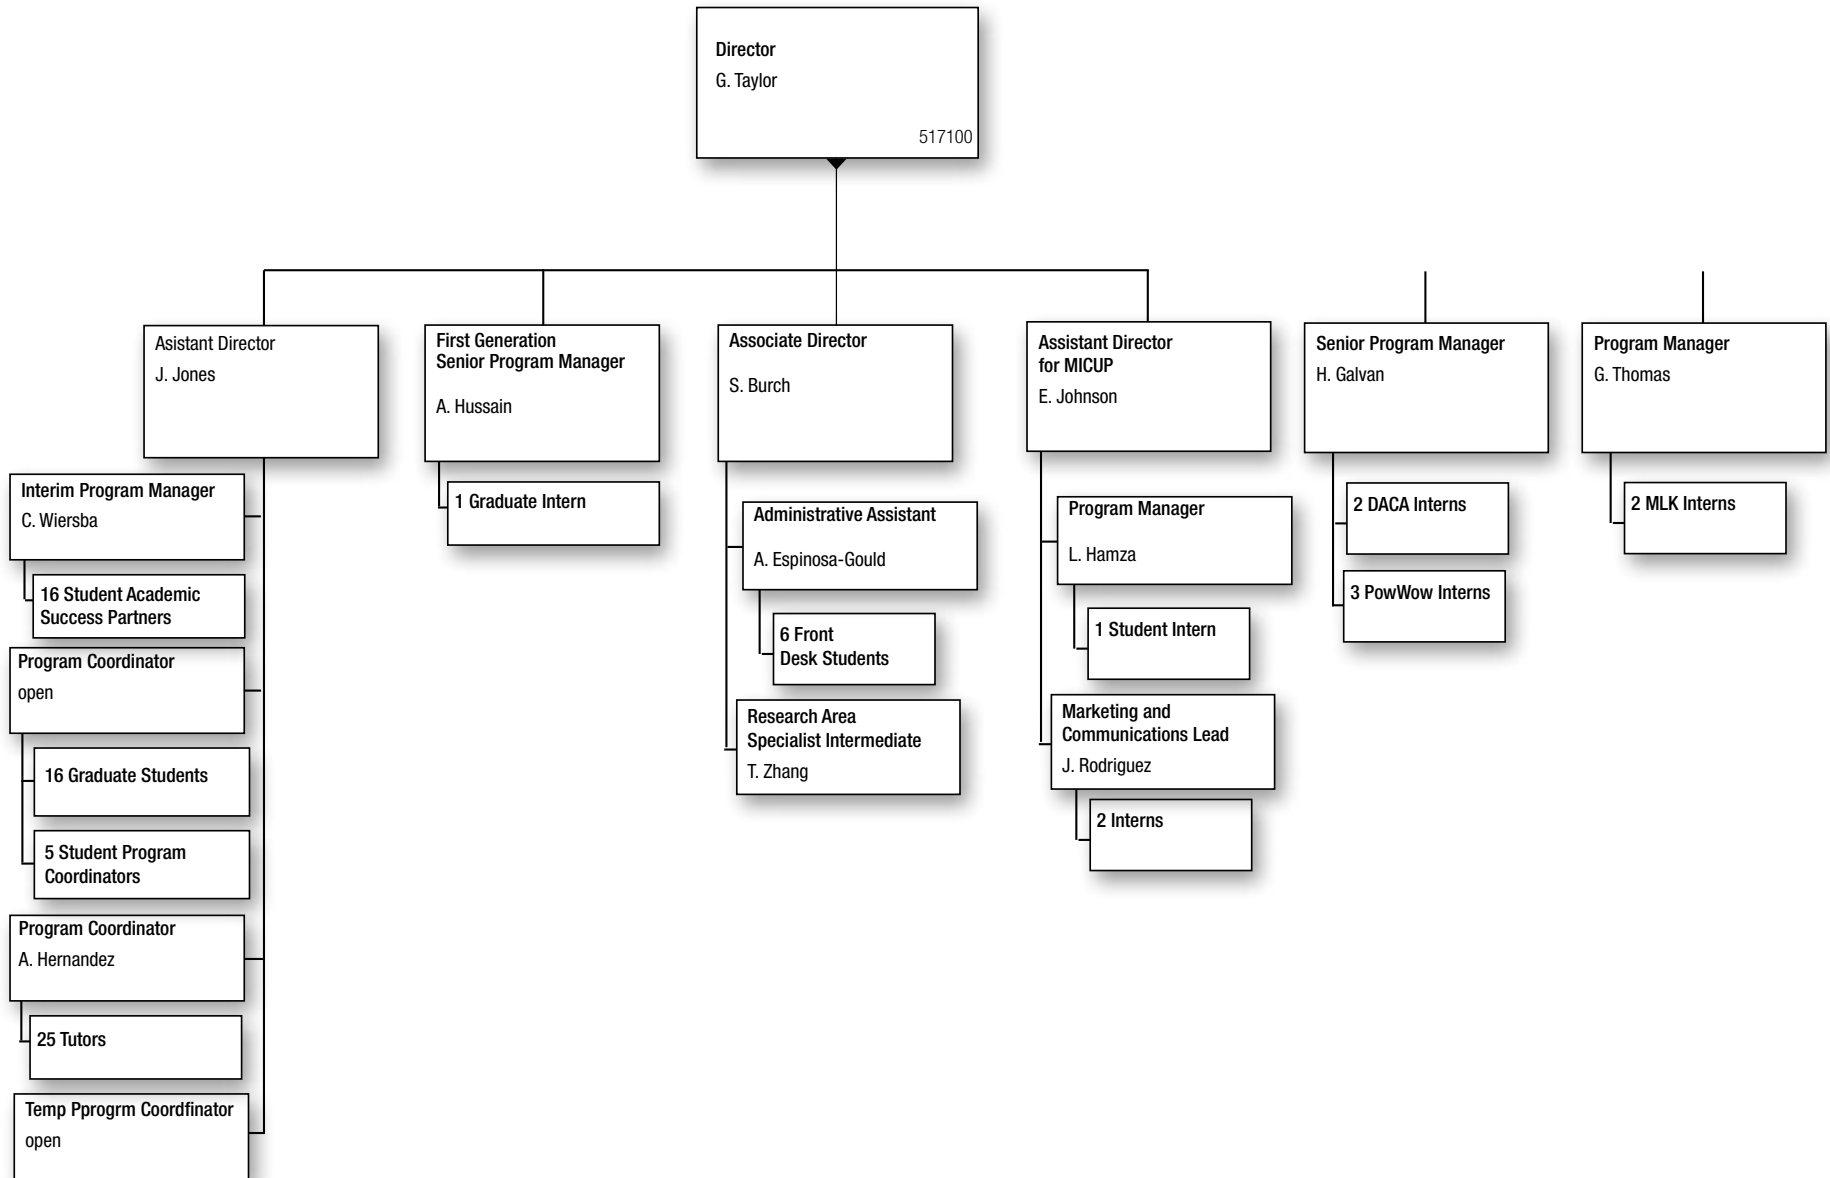 Director
G. Taylor
517100
Asistant Director
J. Jones
First Generation
Senior Program Manager
A. Hussain
Associate Director
S. Burch
Assistant Director
for MICUP
E. Johnson
Senior Program Manager
H. Galvan
Program Manager
G. Thomas
Interim Program Manager
C. Wiersba
16 Student Academic
Success Partners
Program Coordinator
open
16 Graduate Students
5 Student Program
Coordinators
Program Coordinator
A. Hernandez
25 Tutors
Temp Pprogrm Coordfinator
open
1 Graduate Intern
Administrative Assistant
A. Espinosa-Gould
6 Front
Desk Students
Research Area
Specialist Intermediate
T. Zhang
Program Manager
L. Hamza
1 Student Intern
Marketing and
Communications Lead
J. Rodriguez
2 Interns
2 DACA Interns
3 PowWow Interns
2 MLK Interns